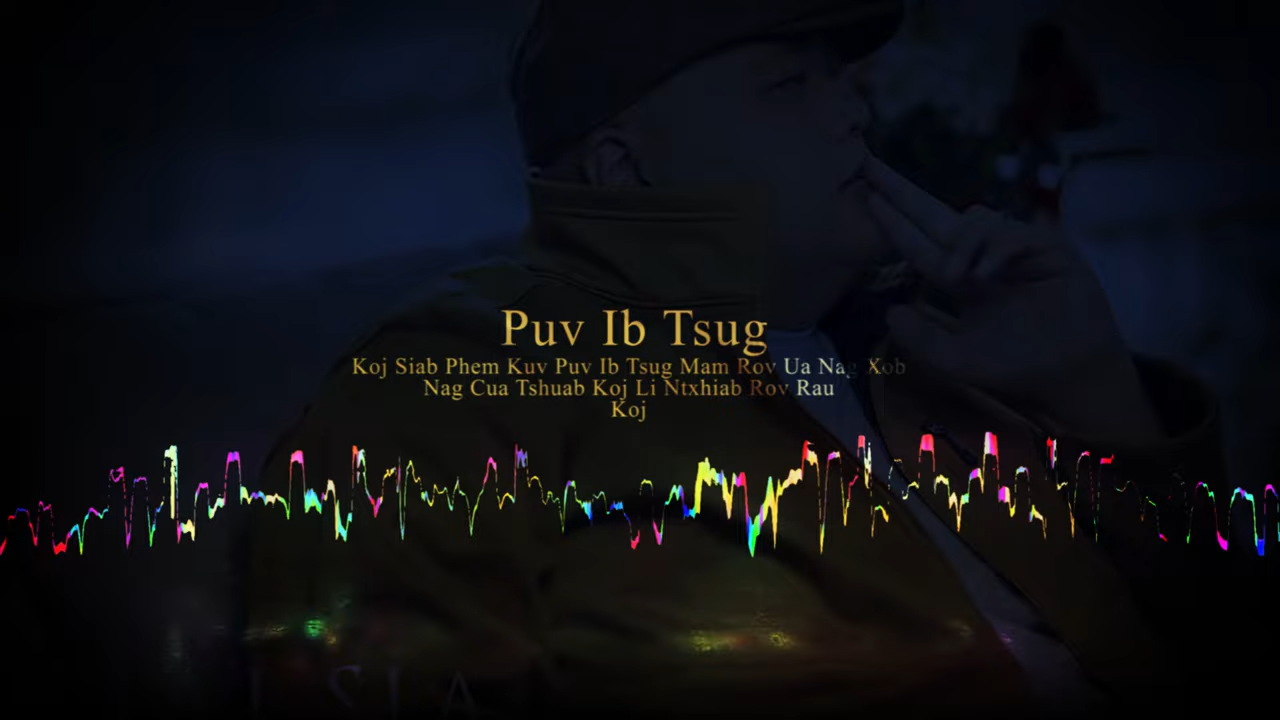 Puv Ib Tsug
Koj Siab Phem Kuv Puv Ib Tsug Mam Rov Ua Nag Xob
Nag Cua Tshuab Koj Li Ntxhiab Rov Rau
Koj